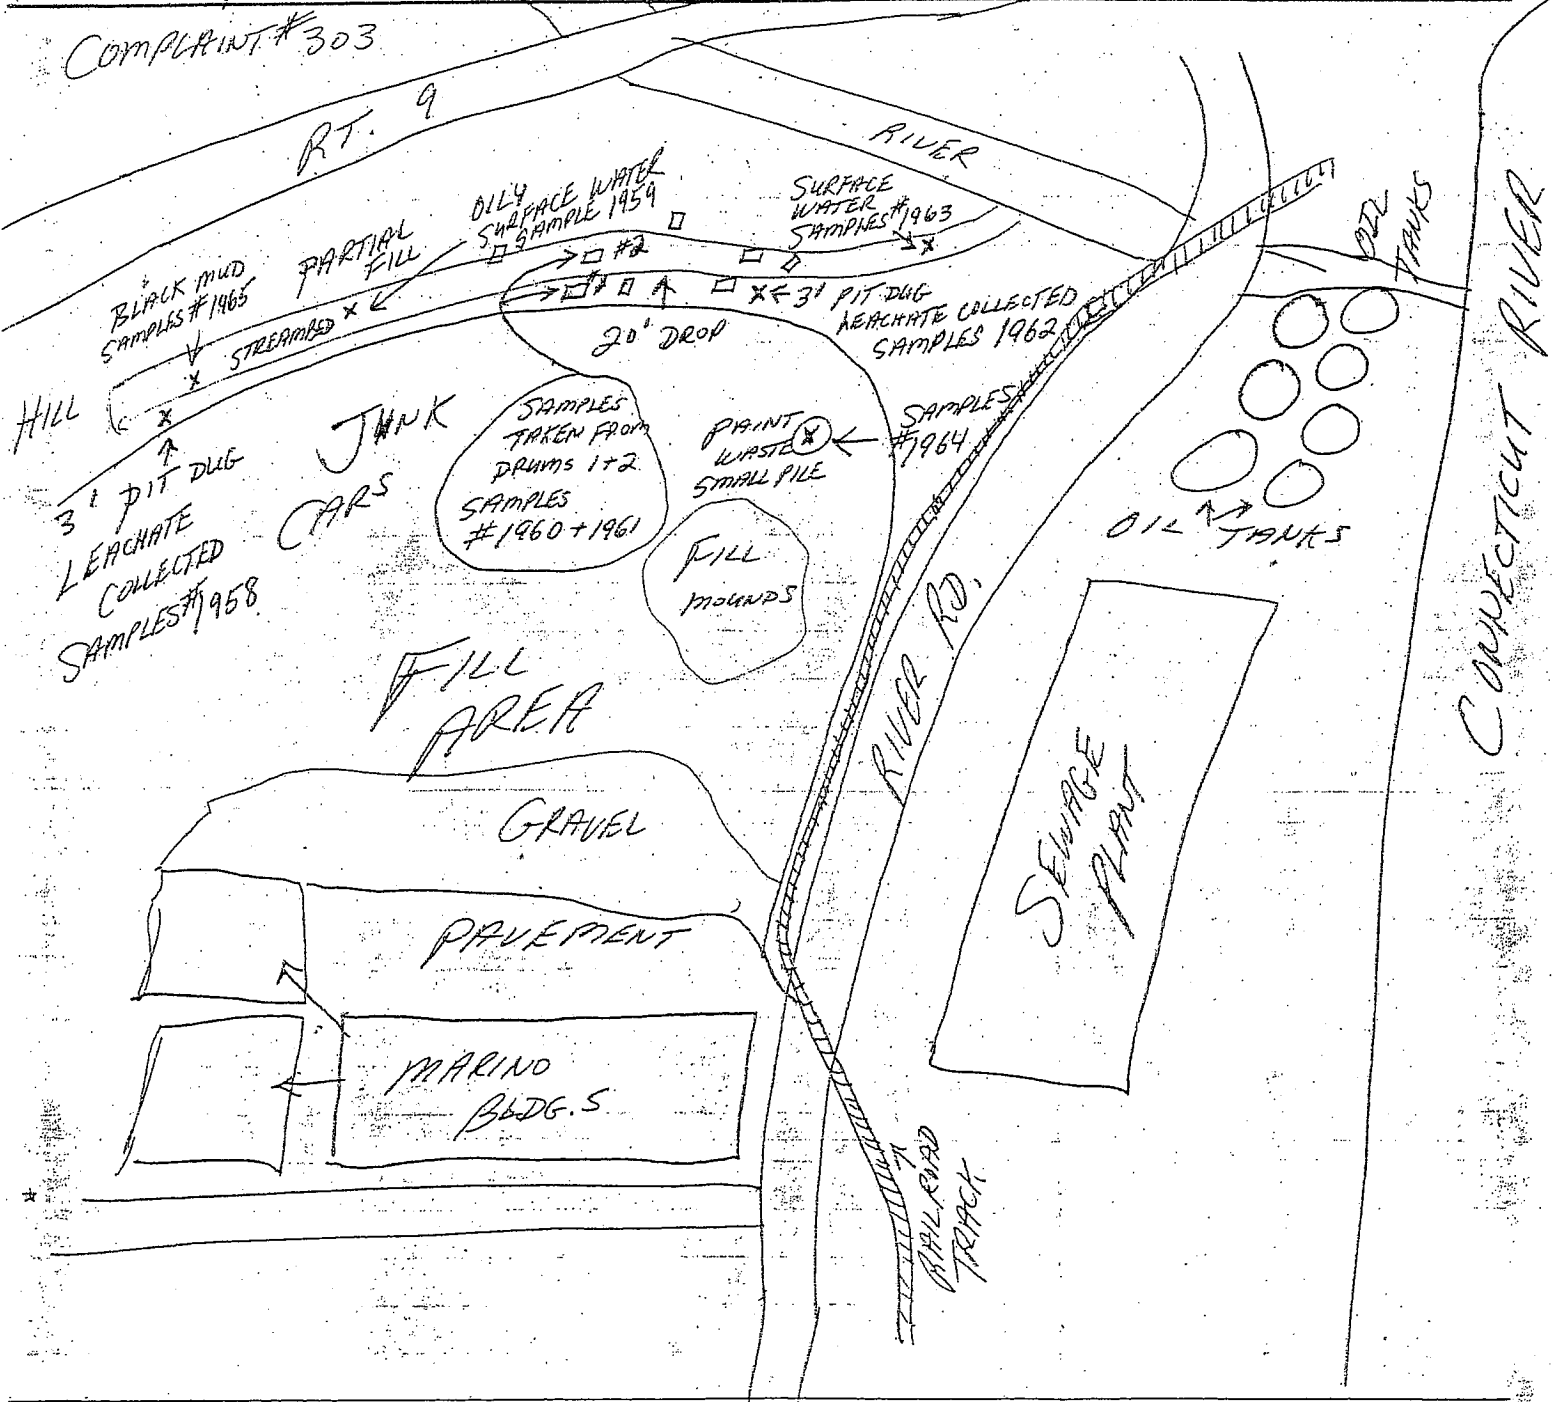 COMPLAINT # 303
RT. 9
RIVER
OILY
SURFACE WATER
SAMPLE 1959
SURFACE
WATER
SAMPLES #1963
PARTIAL
FILL
BLACK MUD
SAMPLES #1965
STREAMBED
#2
#1
20' DROP
3' PIT DUG
LEACHATE COLLECTED
SAMPLES 1962
OIL
TANKS
CONNECTICUT RIVER
HILL
3' PIT DUG
LEACHATE
COLLECTED
SAMPLES #1958
JUNK
CARS
SAMPLES
TAKEN FROM
DRUMS 1+2
SAMPLES
#1960+1961
PAINT
WASTE
SMALL PILE
SAMPLES
#1964
FILL
MOUNDS
OIL TANKS
FILL
AREA
RIVER RD.
GRAVEL
PAVEMENT
SEWAGE
PLANT
MARINO
BLDG.S
RAILROAD
TRACK